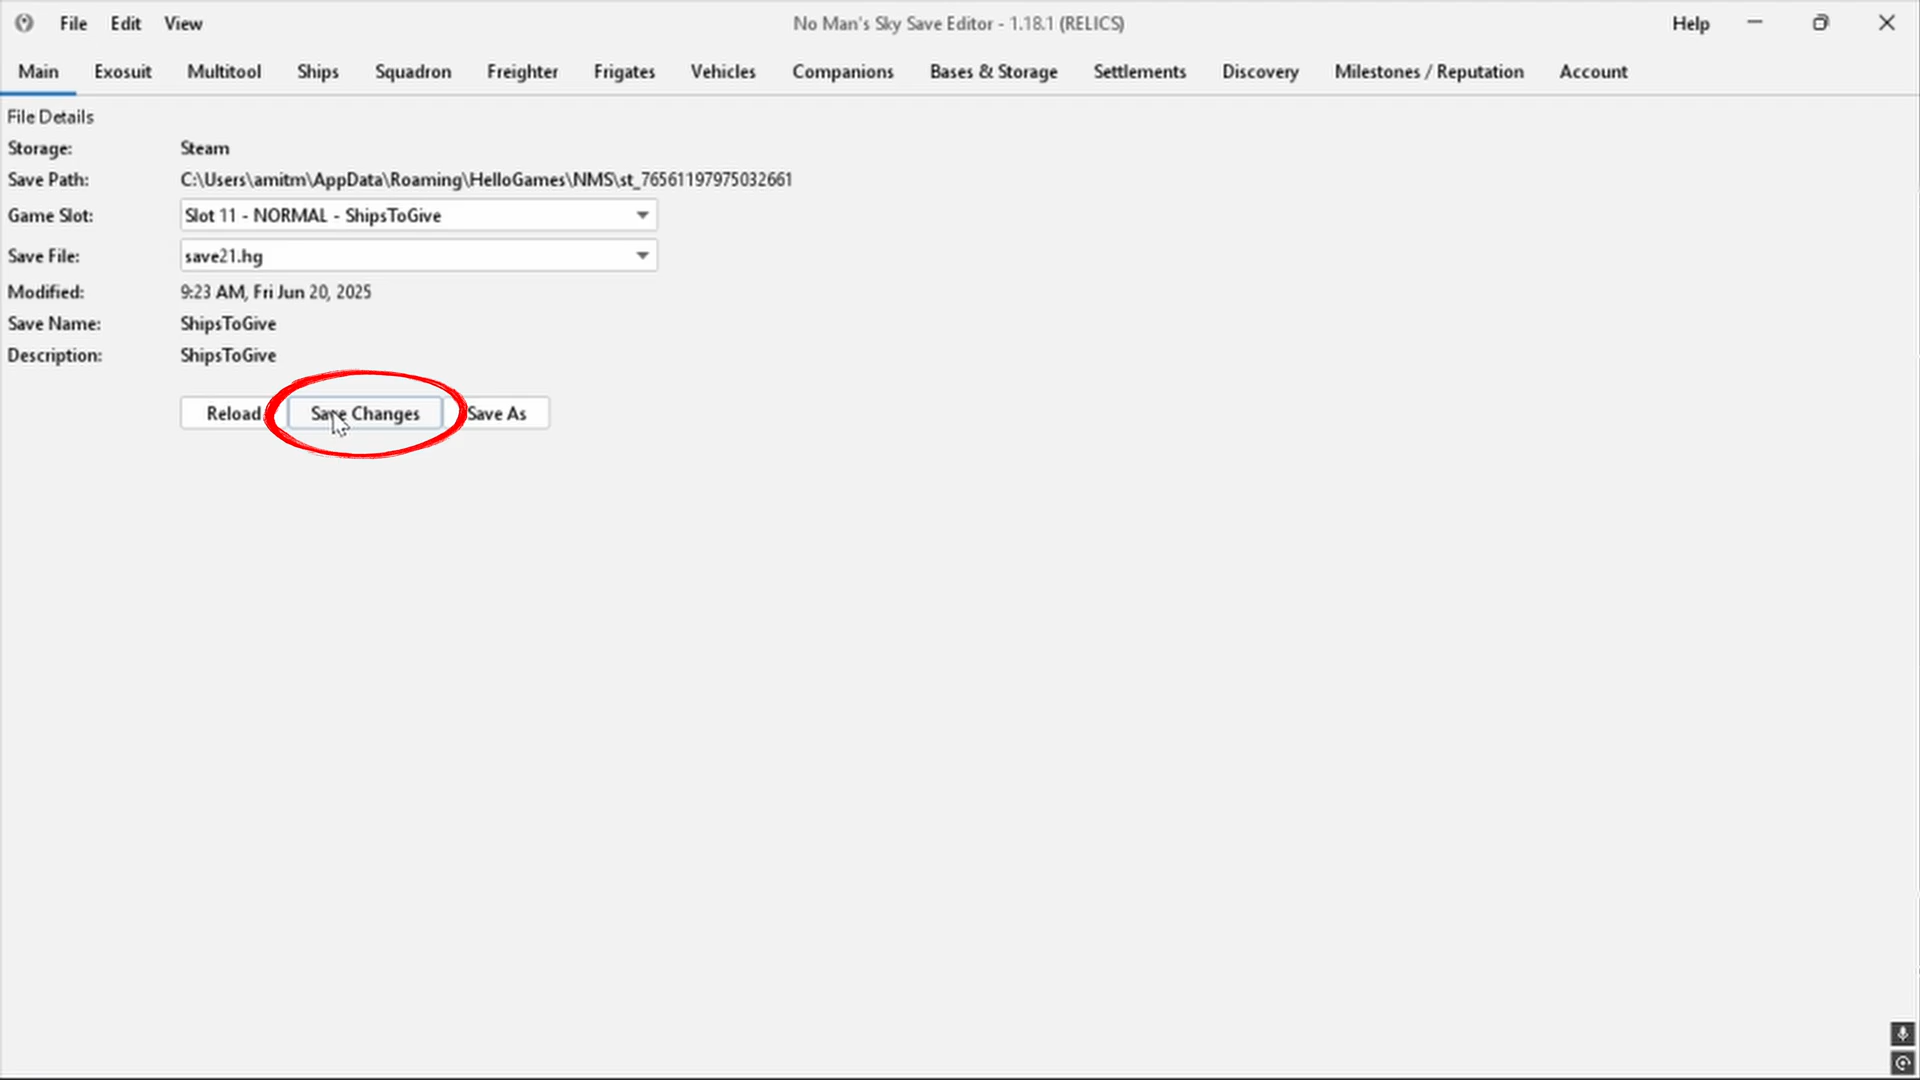 File Edit View No Man's Sky Save Editor - 1.18.1 (RELICS) Help
Main Exosuit Multitool Ships Squadron Freighter Frigates Vehicles Companions Bases & Storage Settlements Discovery Milestones / Reputation Account
File Details
Storage: Steam
Save Path: C:\Users\amitm\AppData\Roaming\HelloGames\NMS\st_76561197975032661
Game Slot: Slot 11 - NORMAL - ShipsToGive
Save File: save21.hg
Modified: 9:23 AM, Fri Jun 20, 2025
Save Name: ShipsToGive
Description: ShipsToGive
Reload Save Changes Save As